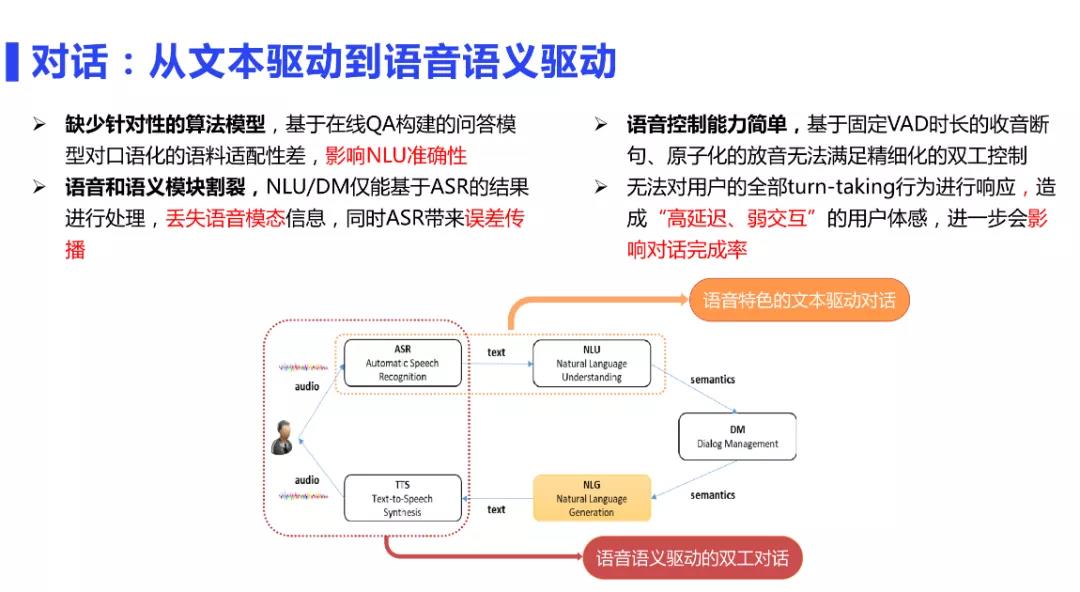 对话：从文本驱动到语音语义驱动
➢ 缺少针对性的算法模型，基于在线QA构建的问答模
型对口语化的语料适配性差，影响NLU准确性
➢ 语音和语义模块割裂，NLU/DM仅能基于ASR的结果
进行处理，丢失语音模态信息，同时ASR带来误差传
播
➢ 语音控制能力简单，基于固定VAD时长的收音断
句、原子化的放音无法满足精细化的双工控制
➢ 无法对用户的全部turn-taking行为进行响应，造
成“高延迟、弱交互”的用户体感，进一步会影
响对话完成率
语音特色的文本驱动对话
ASR
Automatic Speech
Recognition
text
NLU
Natural Language
Understanding
audio
semantics
DM
Dialog Management
audio
TTS
Text-to-Speech
Synthesis
text
NLG
Natural Language
Generation
semantics
语音语义驱动的双工对话